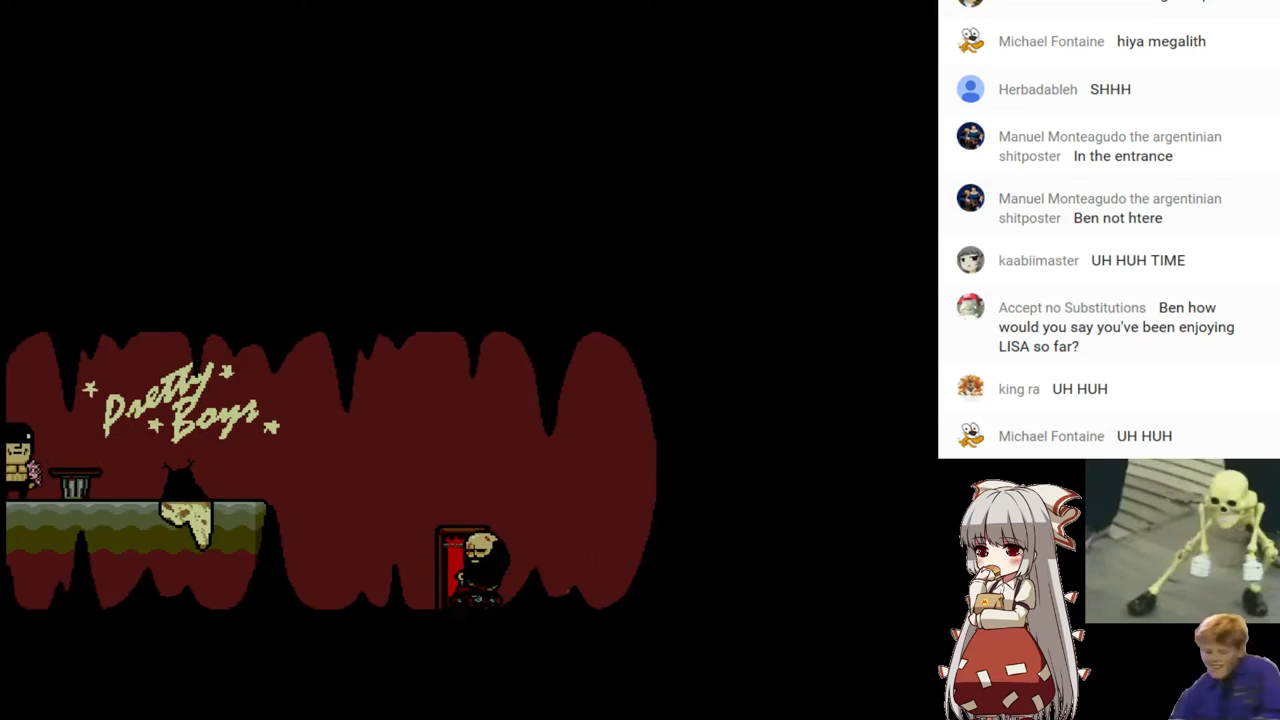 Pretty
Boys
Michael Fontaine hiya megalith
Herbadableh SHHH
Manuel Monteagudo the argentinian
shitposter In the entrance
Manuel Monteagudo the argentinian
shitposter Ben not htere
kaabiimaster UH HUH TIME
Accept no Substitutions Ben how
would you say you've been enjoying
LISA so far?
king ra UH HUH
Michael Fontaine UH HUH